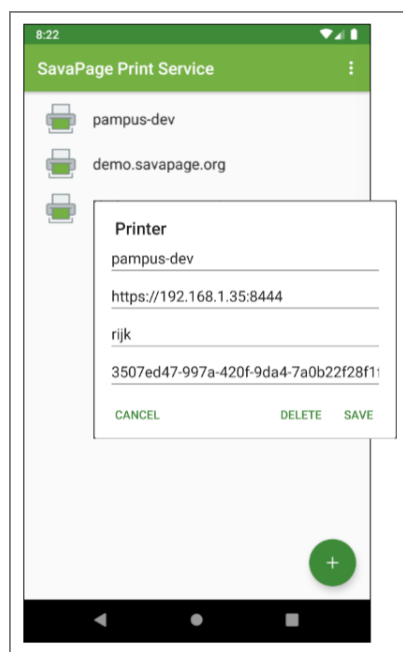 8:22
SavaPage Print Service
pampus-dev
demo.savapage.org
Printer
pampus-dev
https://192.168.1.35:8444
rijk
3507ed47-997a-420f-9da4-7a0b22f28f1
CANCEL DELETE SAVE